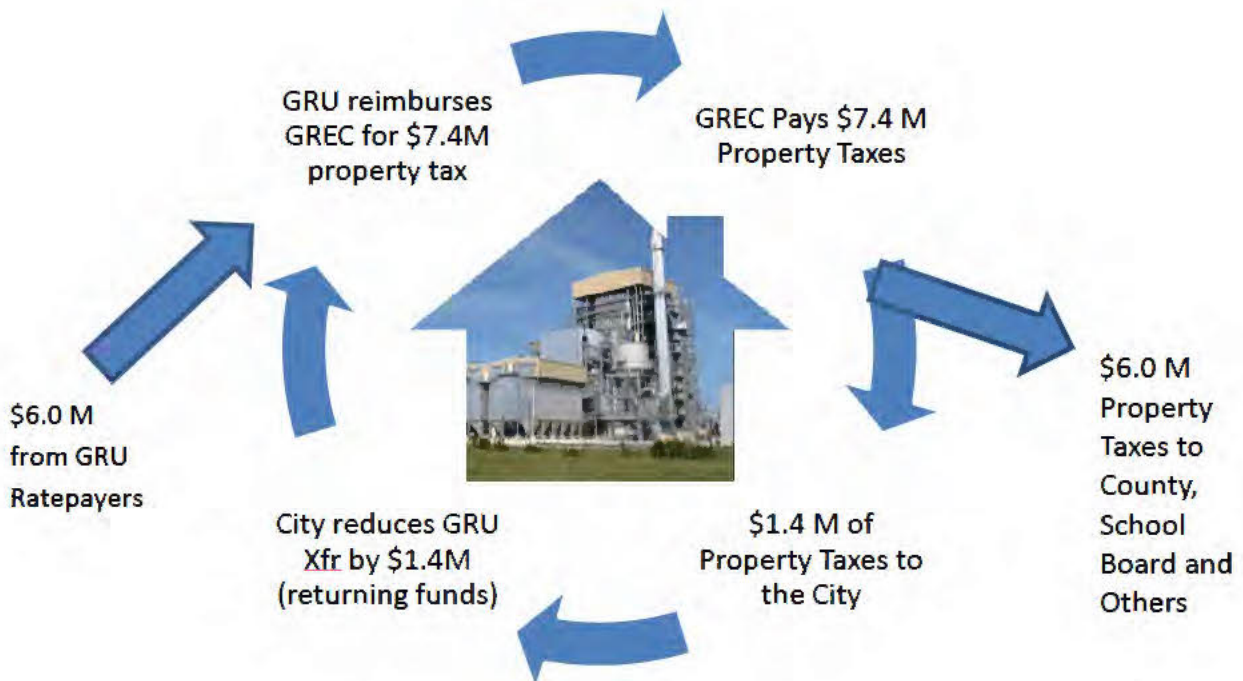 GRU reimburses
GREC for $7.4M
property tax
GREC Pays $7.4 M
Property Taxes
$6.0 M
Property
Taxes to
County,
School
Board and
Others
$1.4 M of
Property Taxes to
the City
City reduces GRU
Xfr by $1.4M
(returning funds)
$6.0 M
from GRU
Ratepayers